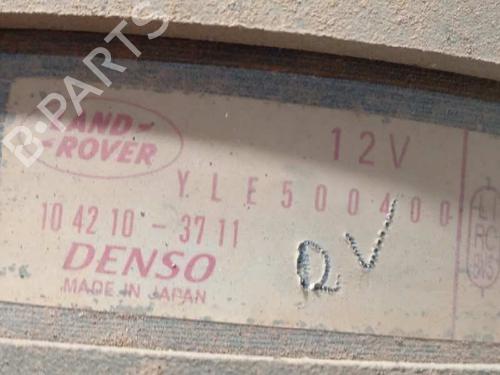 B-PARTS
LAND-
-ROVER
12V
YLE500400
104210-3711
DENSO
MADE IN JAPAN